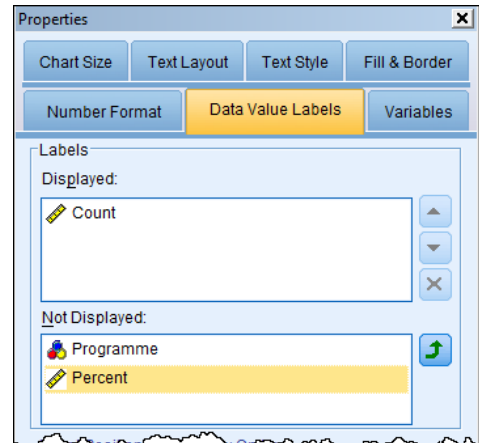 Properties
Chart Size Text Layout Text Style Fill & Border
Number Format Data Value Labels Variables
Labels
Displayed:
Count
Not Displayed:
Programme
Percent